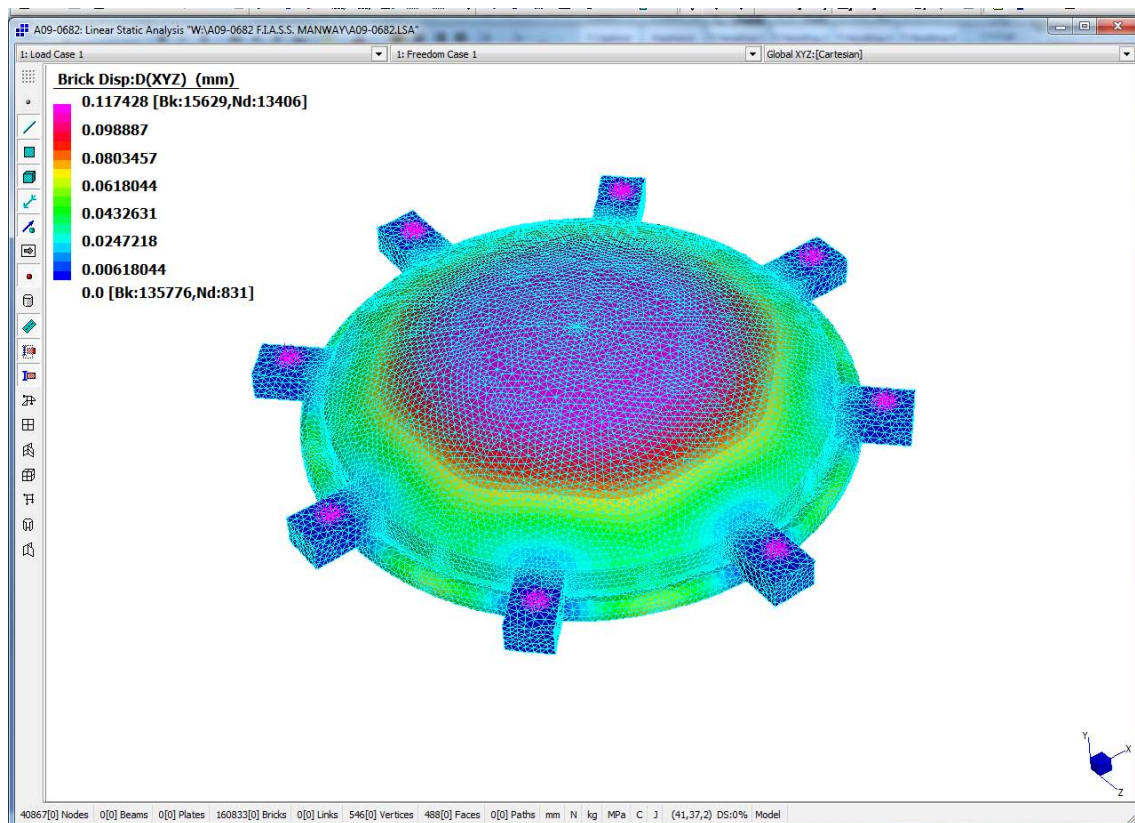 A09-0682: Linear Static Analysis "W:\A09-0682 F.I.A.S.S. MANWAY\A09-0682.LSA"
1: Load Case 1
1: Freedom Case 1
Global XYZ:[Cartesian]
Brick Disp:D(XYZ) (mm)
0.117428 [Bk:15629,Nd:13406]
0.098887
0.0803457
0.0618044
0.0432631
0.0247218
0.00618044
0.0 [Bk:135776,Nd:831]
Y
X
Z
40867[0] Nodes 0[0] Beams 0[0] Plates 160833[0] Bricks 0[0] Links 546[0] Vertices 488[0] Faces 0[0] Paths mm N kg MPa C J (41,37,2) DS:0% Model